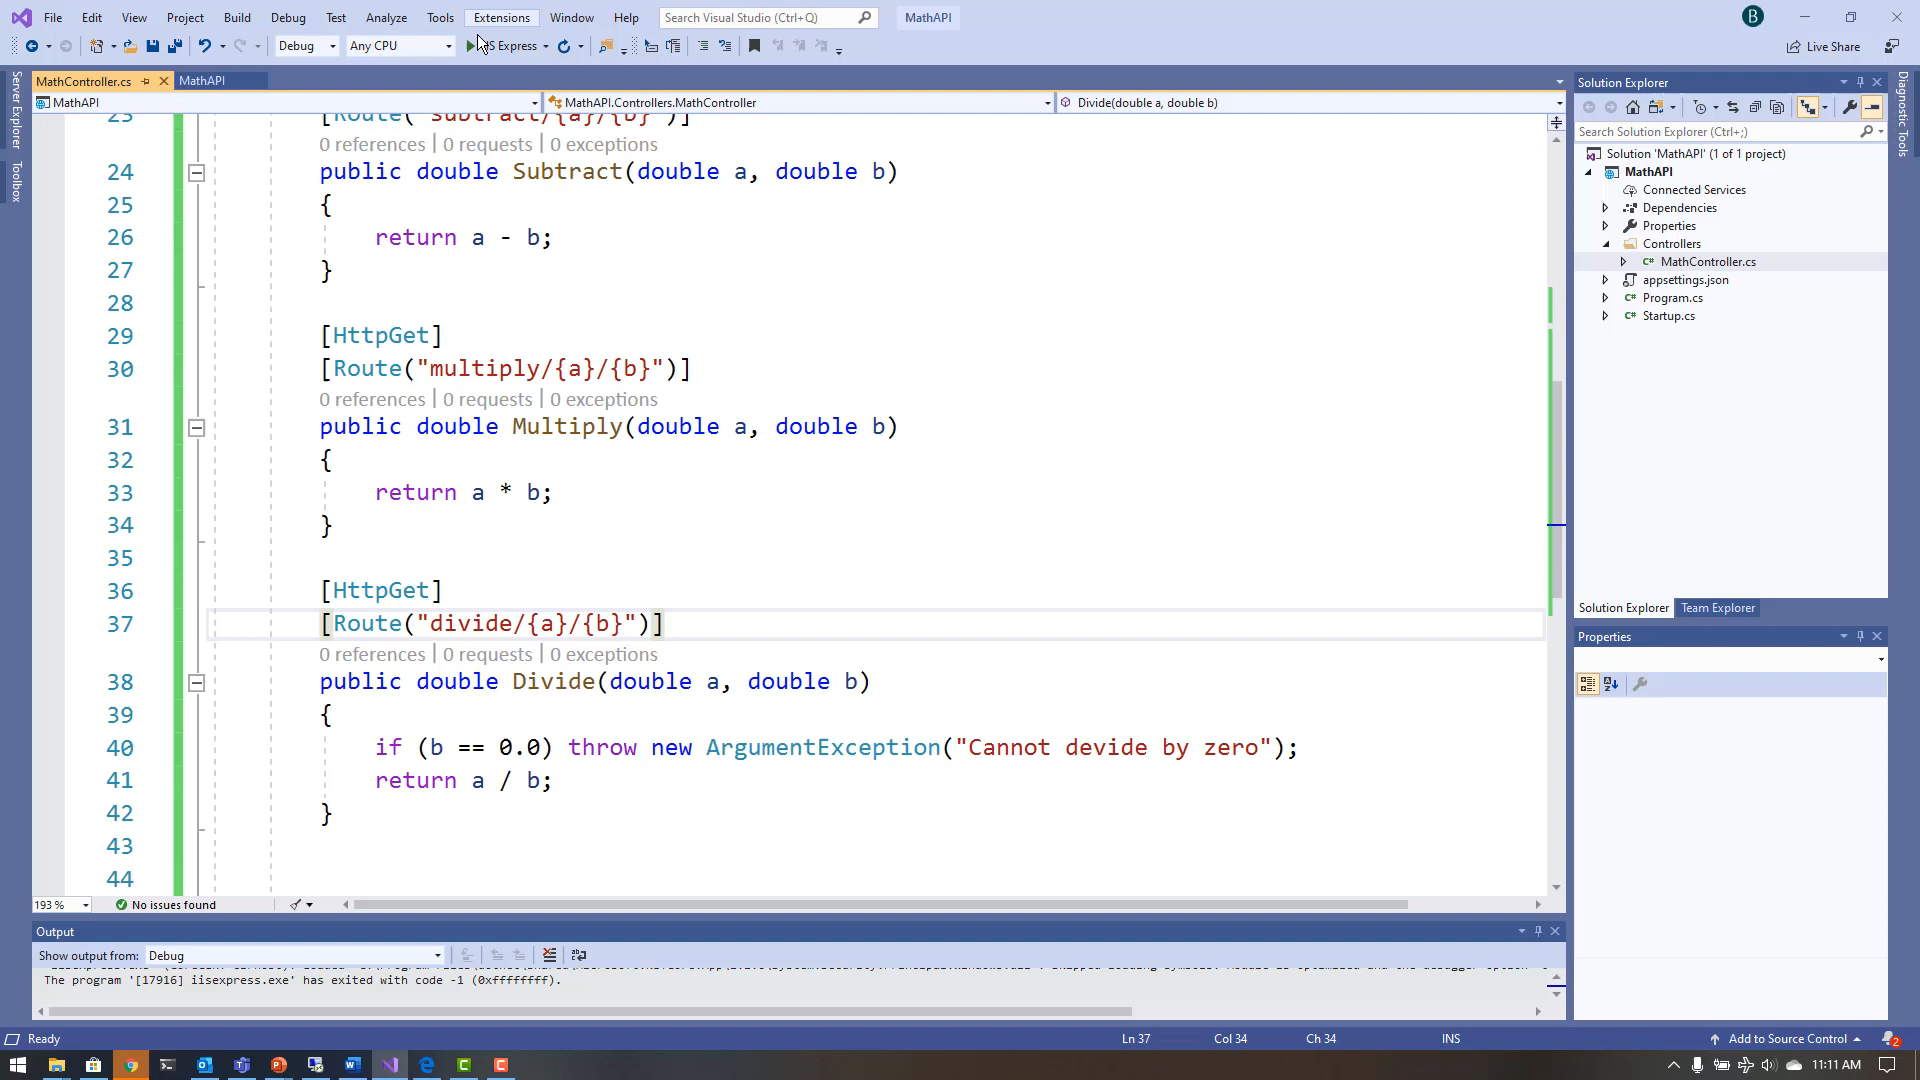 File Edit View Project Build Debug Test Analyze Tools Extensions Window Help Search Visual Studio (Ctrl+Q) MathAPI B
Debug Any CPU IIS Express Live Share
MathController.cs MathAPI
MathAPI MathAPI.Controllers.MathController Divide(double a, double b)
Server Explorer
Toolbox
23 [Route("subtract/{a}/{b}")]
0 references | 0 requests | 0 exceptions
24 public double Subtract(double a, double b)
25 {
26 return a - b;
27 }
28
29 [HttpGet]
30 [Route("multiply/{a}/{b}")]
0 references | 0 requests | 0 exceptions
31 public double Multiply(double a, double b)
32 {
33 return a * b;
34 }
35
36 [HttpGet]
37 [Route("divide/{a}/{b}")]
0 references | 0 requests | 0 exceptions
38 public double Divide(double a, double b)
39 {
40 if (b == 0.0) throw new ArgumentException("Cannot devide by zero");
41 return a / b;
42 }
43
44
193 % No issues found
Output
Show output from: Debug
The program '[17916] iisexpress.exe' has exited with code -1 (0xffffffff).
Solution Explorer
Search Solution Explorer (Ctrl+;)
Solution 'MathAPI' (1 of 1 project)
MathAPI
Connected Services
Dependencies
Properties
Controllers
C# MathController.cs
appsettings.json
C# Program.cs
C# Startup.cs
Solution Explorer Team Explorer
Properties
Diagnostic Tools
Ready Ln 37 Col 34 Ch 34 INS Add to Source Control 2
11:11 AM